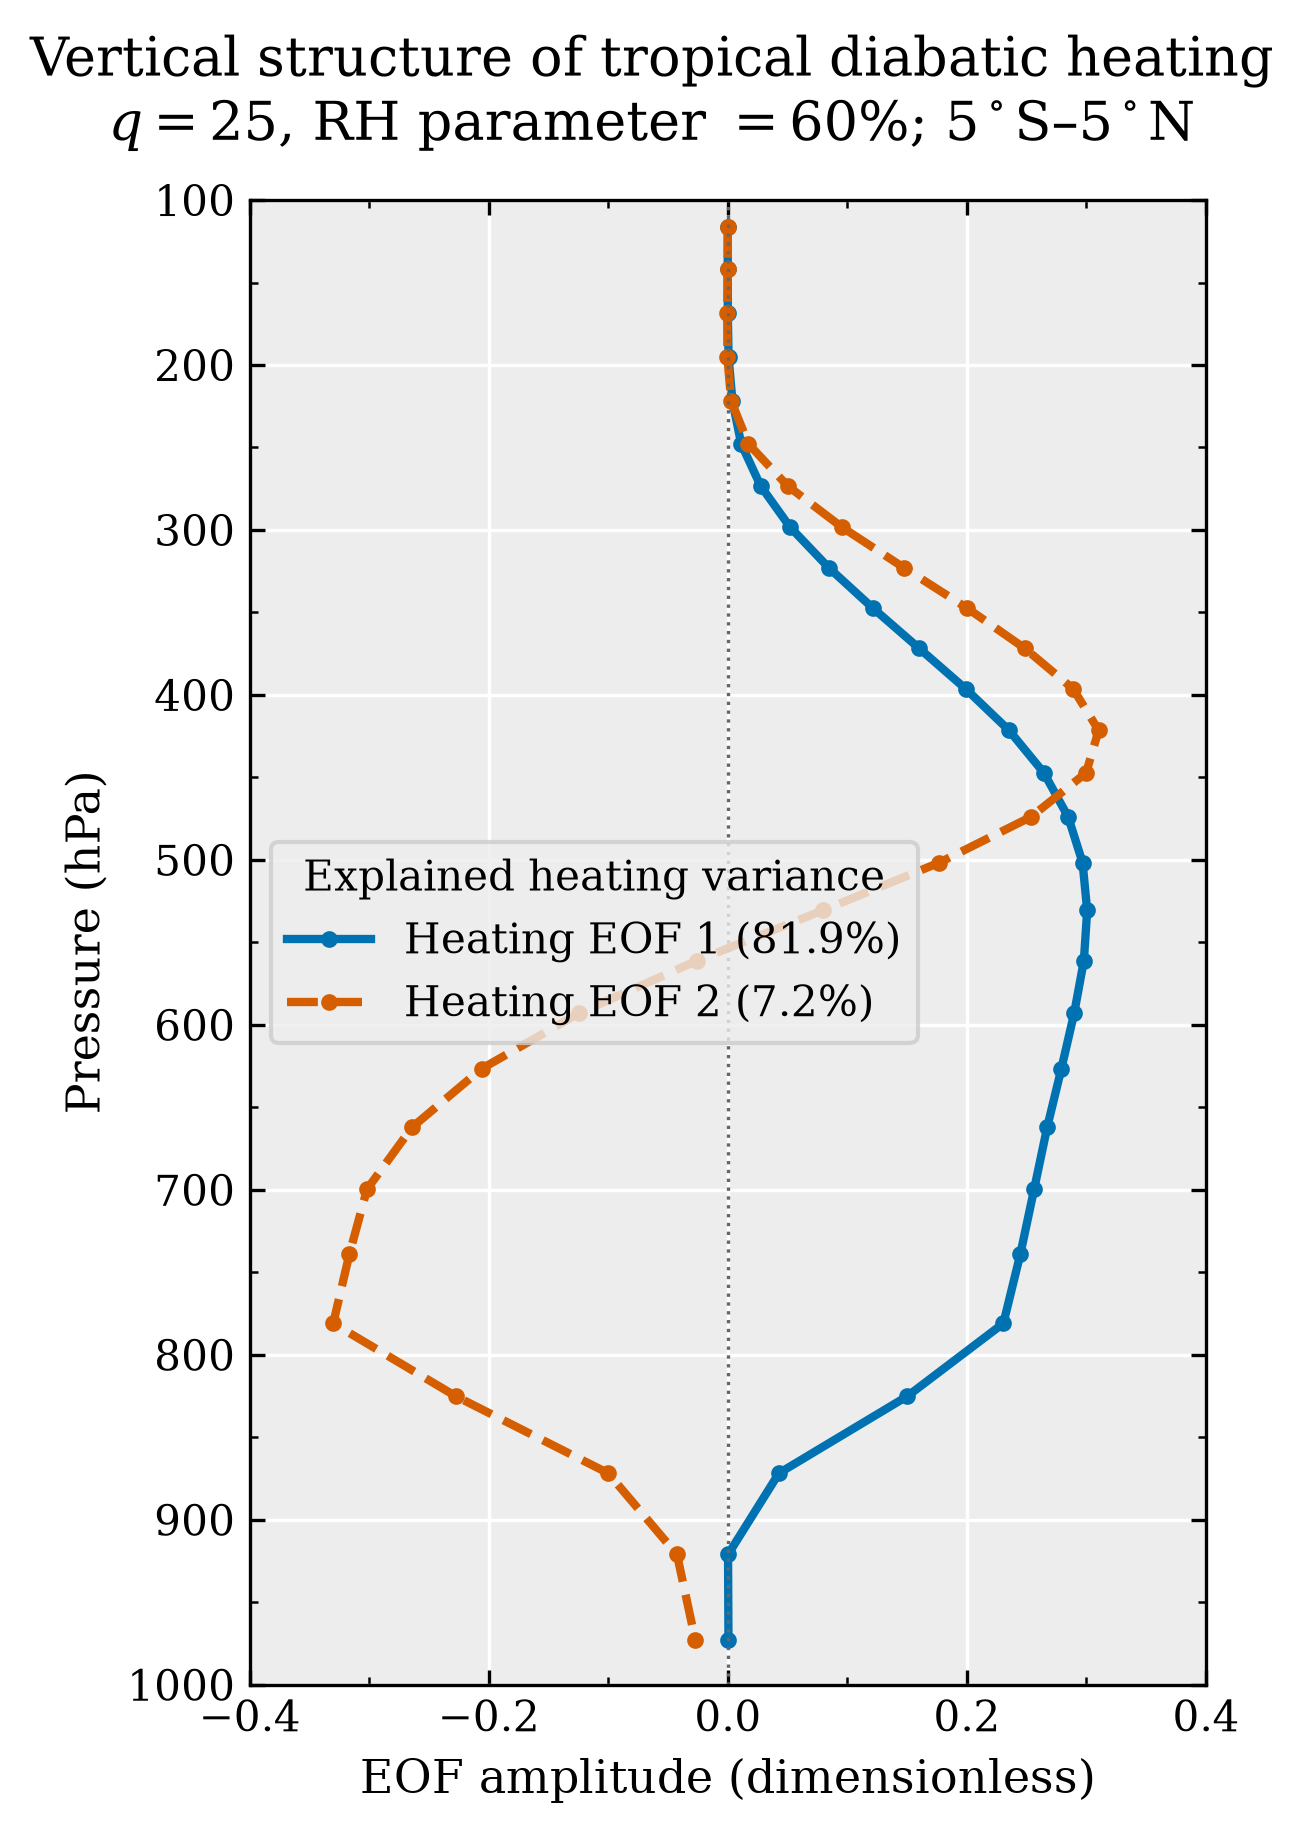 Vertical structure of tropical diabatic heating
q = 25, RH parameter = 60%; 5°S–5°N
100
200
300
400
500
600
700
800
900
1000
Pressure (hPa)
Explained heating variance
Heating EOF 1 (81.9%)
Heating EOF 2 (7.2%)
−0.4 −0.2 0.0 0.2 0.4
EOF amplitude (dimensionless)